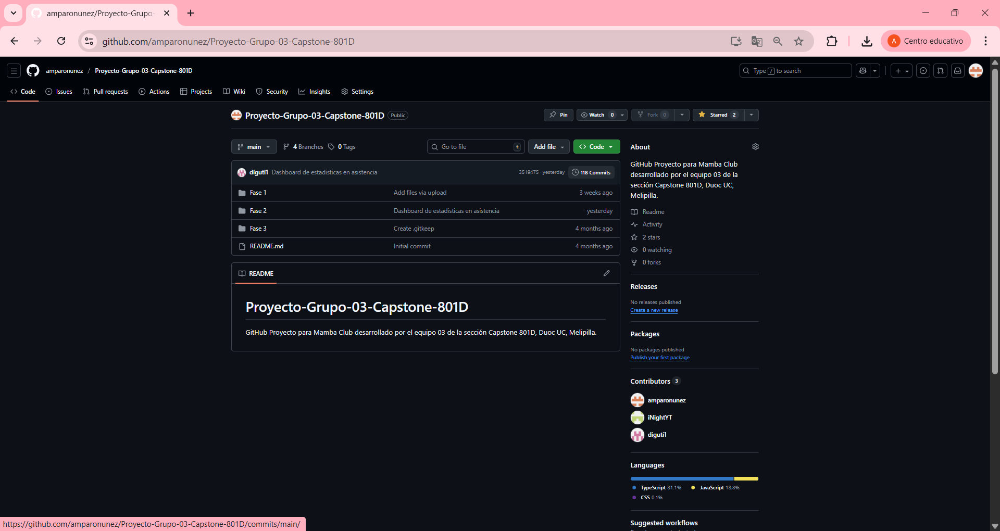 amparonunez/Proyecto-Grupo-
github.com/amparonunez/Proyecto-Grupo-03-Capstone-801D
A Centro educativo
amparonunez / Proyecto-Grupo-03-Capstone-801D
Type / to search
Code Issues Pull requests Actions Projects Wiki Security Insights Settings
Proyecto-Grupo-03-Capstone-801D Public
Pin Watch 0 Fork 0 Starred 2
main 4 Branches 0 Tags Go to file t Add file Code
diguti1 Dashboard de estadisticas en asistencia 3519475 · yesterday 118 Commits
Fase 1 Add files via upload 3 weeks ago
Fase 2 Dashboard de estadisticas en asistencia yesterday
Fase 3 Create .gitkeep 4 months ago
README.md Initial commit 4 months ago
README
Proyecto-Grupo-03-Capstone-801D
GitHub Proyecto para Mamba Club desarrollado por el equipo 03 de la sección Capstone 801D, Duoc UC, Melipilla.
About
GitHub Proyecto para Mamba Club
desarrollado por el equipo 03 de la
sección Capstone 801D, Duoc UC,
Melipilla.
Readme
Activity
2 stars
0 watching
0 forks
Releases
No releases published
Create a new release
Packages
No packages published
Publish your first package
Contributors 3
amparonunez
iNightYT
diguti1
Languages
TypeScript 81.1% JavaScript 18.8%
CSS 0.1%
Suggested workflows
https://github.com/amparonunez/Proyecto-Grupo-03-Capstone-801D/commits/main/